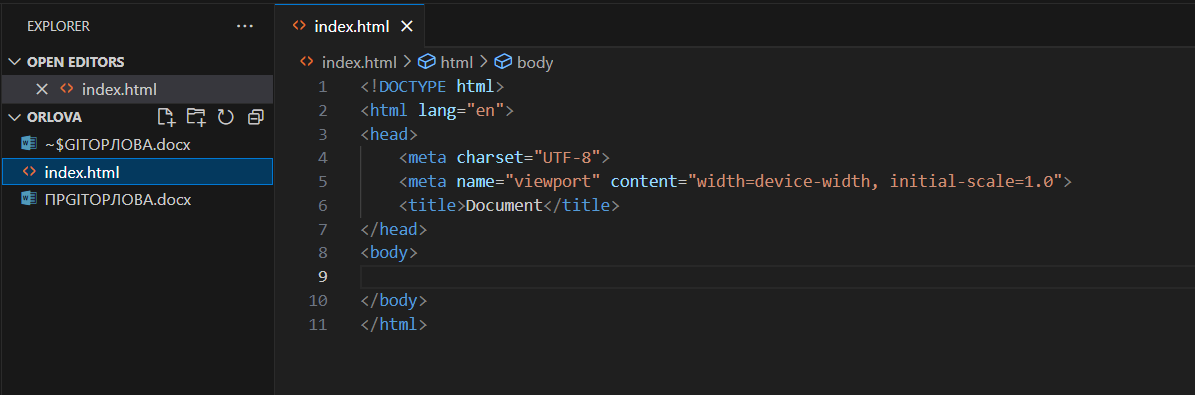 EXPLORER ...
OPEN EDITORS
index.html
ORLOVA
~$GITОРЛОВА.docx
index.html
ПРGITОРЛОВА.docx
index.html
index.html > html > body
1 <!DOCTYPE html>
2 <html lang="en">
3 <head>
4 <meta charset="UTF-8">
5 <meta name="viewport" content="width=device-width, initial-scale=1.0">
6 <title>Document</title>
7 </head>
8 <body>
9
10 </body>
11 </html>